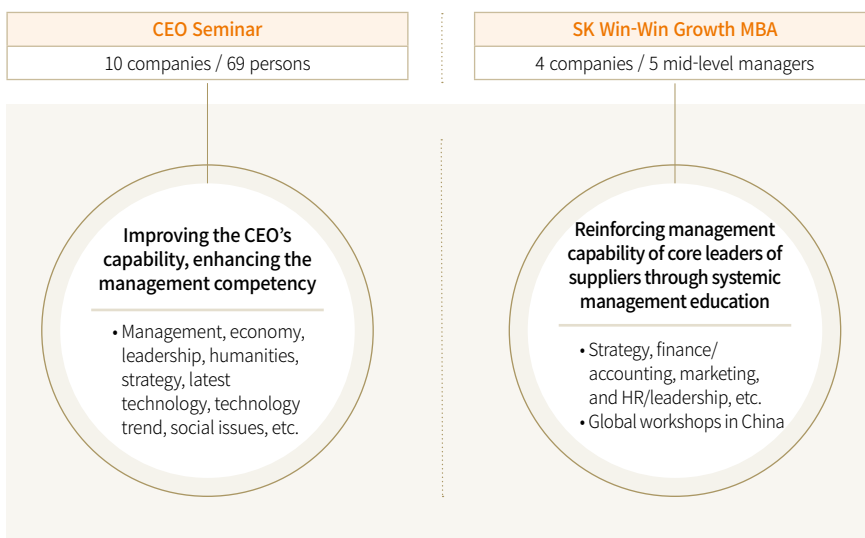 CEO Seminar
10 companies / 69 persons
Improving the CEO’s
capability, enhancing the
management competency
• Management, economy,
leadership, humanities,
strategy, latest
technology, technology
trend, social issues, etc.
SK Win-Win Growth MBA
4 companies / 5 mid-level managers
Reinforcing management
capability of core leaders of
suppliers through systemic
management education
• Strategy, finance/
accounting, marketing,
and HR/leadership, etc.
• Global workshops in China